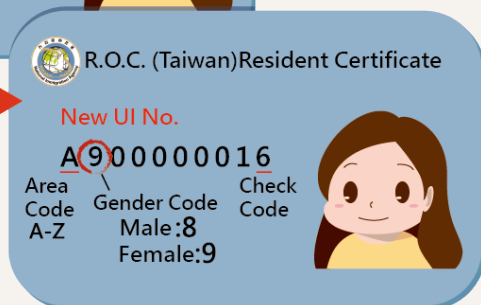 R.O.C. (Taiwan)Resident Certificate
New UI No.
A900000016
Area Code A-Z
Gender Code
Male:8
Female:9
Check Code